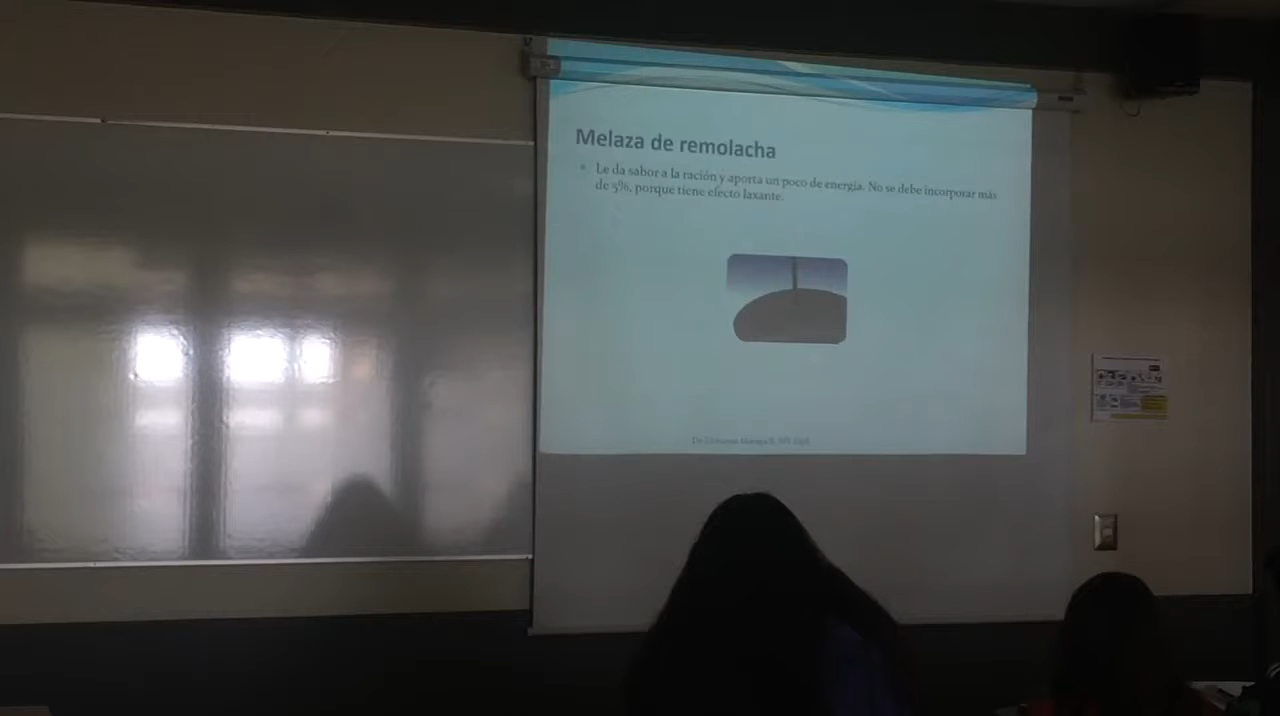 Melaza de remolacha
Le da sabor a la ración y aporta un poco de energía. No se debe incorporar más
de 5%, porque tiene efecto laxante.